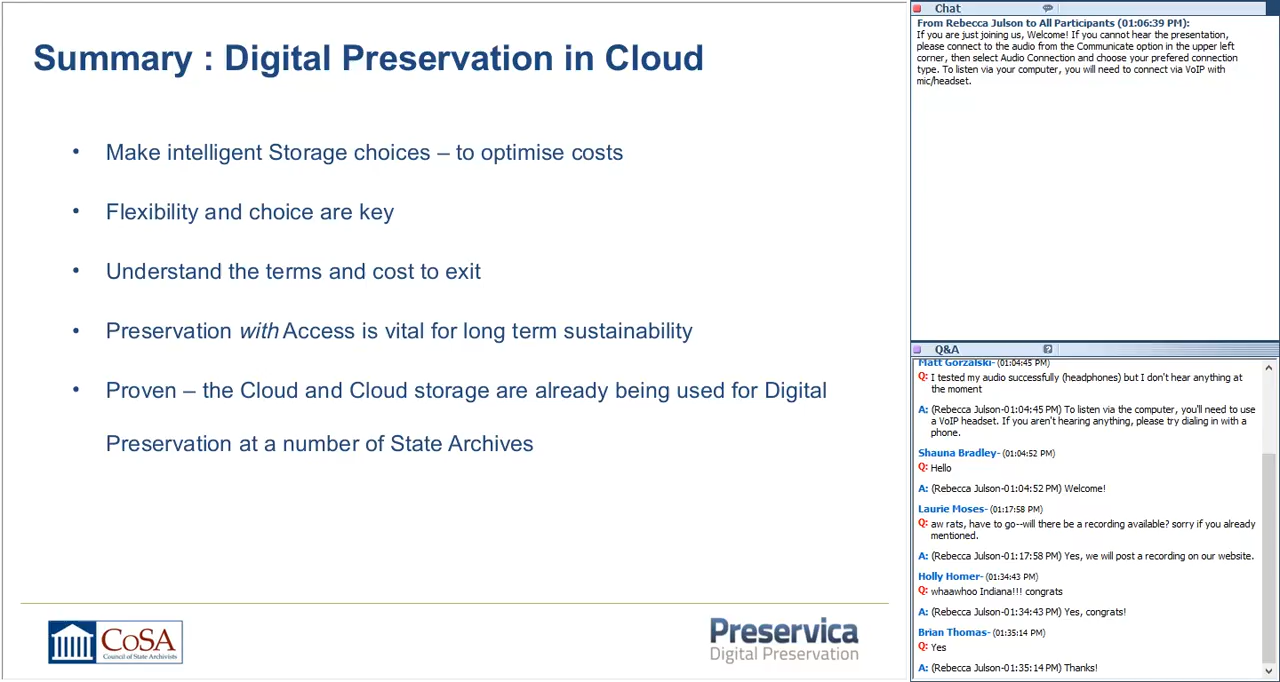 Summary : Digital Preservation in Cloud
• Make intelligent Storage choices – to optimise costs
• Flexibility and choice are key
• Understand the terms and cost to exit
• Preservation with Access is vital for long term sustainability
• Proven – the Cloud and Cloud storage are already being used for Digital
Preservation at a number of State Archives
CoSA
Council of State Archivists
Preservica
Digital Preservation
Chat
From Rebecca Julson to All Participants (01:06:39 PM):
If you are just joining us, Welcome! If you cannot hear the presentation,
please connect to the audio from the Communicate option in the upper left
corner, then select Audio Connection and choose your prefered connection
type. To listen via your computer, you will need to connect via VoIP with
mic/headset.
Q&A
Matt Gorzalski- (01:04:45 PM)
Q: I tested my audio successfully (headphones) but I don't hear anything at
the moment
A: (Rebecca Julson-01:04:45 PM) To listen via the computer, you'll need to use
a VoIP headset. If you aren't hearing anything, please try dialing in with a
phone.
Shauna Bradley- (01:04:52 PM)
Q: Hello
A: (Rebecca Julson-01:04:52 PM) Welcome!
Laurie Moses- (01:17:58 PM)
Q: aw rats, have to go--will there be a recording available? sorry if you already
mentioned.
A: (Rebecca Julson-01:17:58 PM) Yes, we will post a recording on our website.
Holly Homer- (01:34:43 PM)
Q: whaawhoo Indiana!!! congrats
A: (Rebecca Julson-01:34:43 PM) Yes, congrats!
Brian Thomas- (01:35:14 PM)
Q: Yes
A: (Rebecca Julson-01:35:14 PM) Thanks!